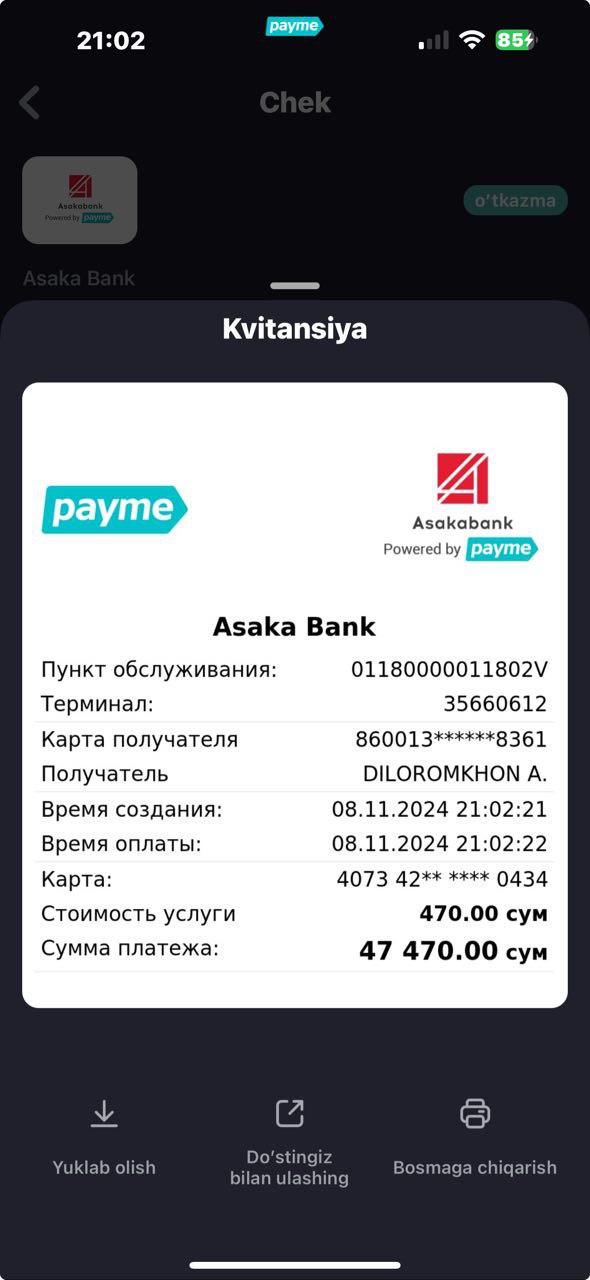 21:02
payme
85
Chek
Asakabank
Powered by payme
o‘tkazma
Asaka Bank
Kvitansiya
payme
Asakabank
Powered by payme
Asaka Bank
Пункт обслуживания: 01180000011802V
Терминал: 35660612
Карта получателя 860013******8361
Получатель DILOROMKHON A.
Время создания: 08.11.2024 21:02:21
Время оплаты: 08.11.2024 21:02:22
Карта: 4073 42** **** 0434
Стоимость услуги 470.00 сум
Сумма платежа: 47 470.00 сум
Yuklab olish
Do‘stingiz
bilan ulashing
Bosmaga chiqarish